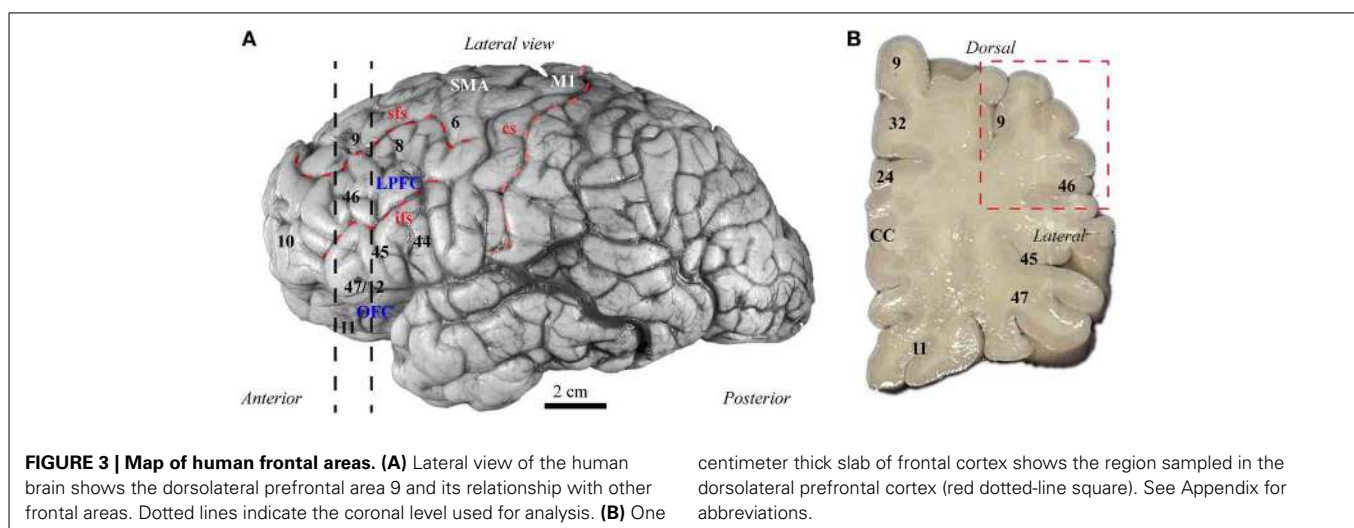 A
Lateral view
SMA
M1
sfs
6
cs
9
8
LPFC
46
ifs
10
45
44
47/12
OFC
11
Anterior
2 cm
Posterior
B
Dorsal
9
32
9
24
46
CC
Lateral
45
47
11
FIGURE 3 | Map of human frontal areas. (A) Lateral view of the human
brain shows the dorsolateral prefrontal area 9 and its relationship with other
frontal areas. Dotted lines indicate the coronal level used for analysis. (B) One
centimeter thick slab of frontal cortex shows the region sampled in the
dorsolateral prefrontal cortex (red dotted-line square). See Appendix for
abbreviations.